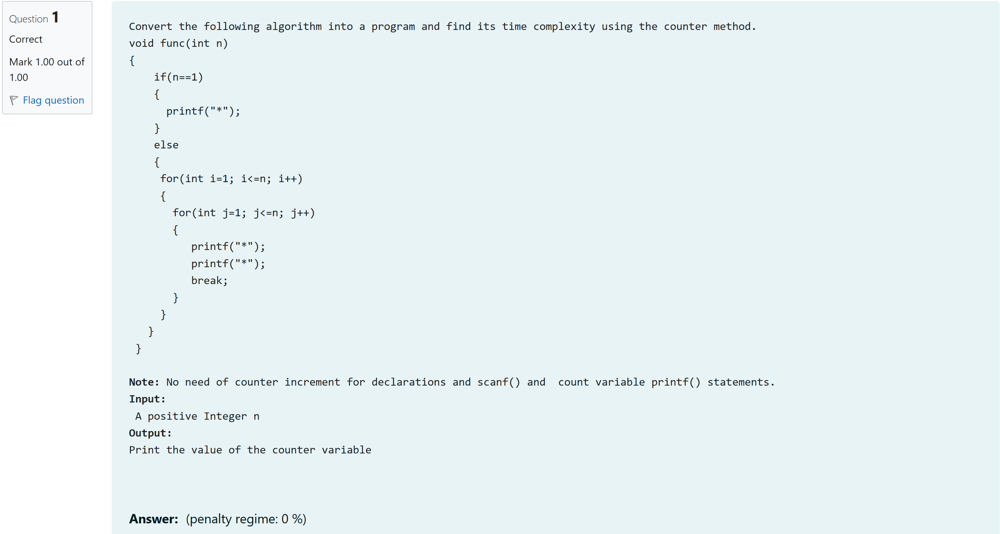 Question 1
Correct
Mark 1.00 out of
1.00
Flag question
Convert the following algorithm into a program and find its time complexity using the counter method.
void func(int n)
{
    if(n==1)
    {
      printf("*");
    }
    else
    {
     for(int i=1; i<=n; i++)
     {
       for(int j=1; j<=n; j++)
       {
          printf("*");
          printf("*");
          break;
       }
     }
   }
 }
Note: No need of counter increment for declarations and scanf() and  count variable printf() statements.
Input:
 A positive Integer n
Output:
Print the value of the counter variable
Answer: (penalty regime: 0 %)